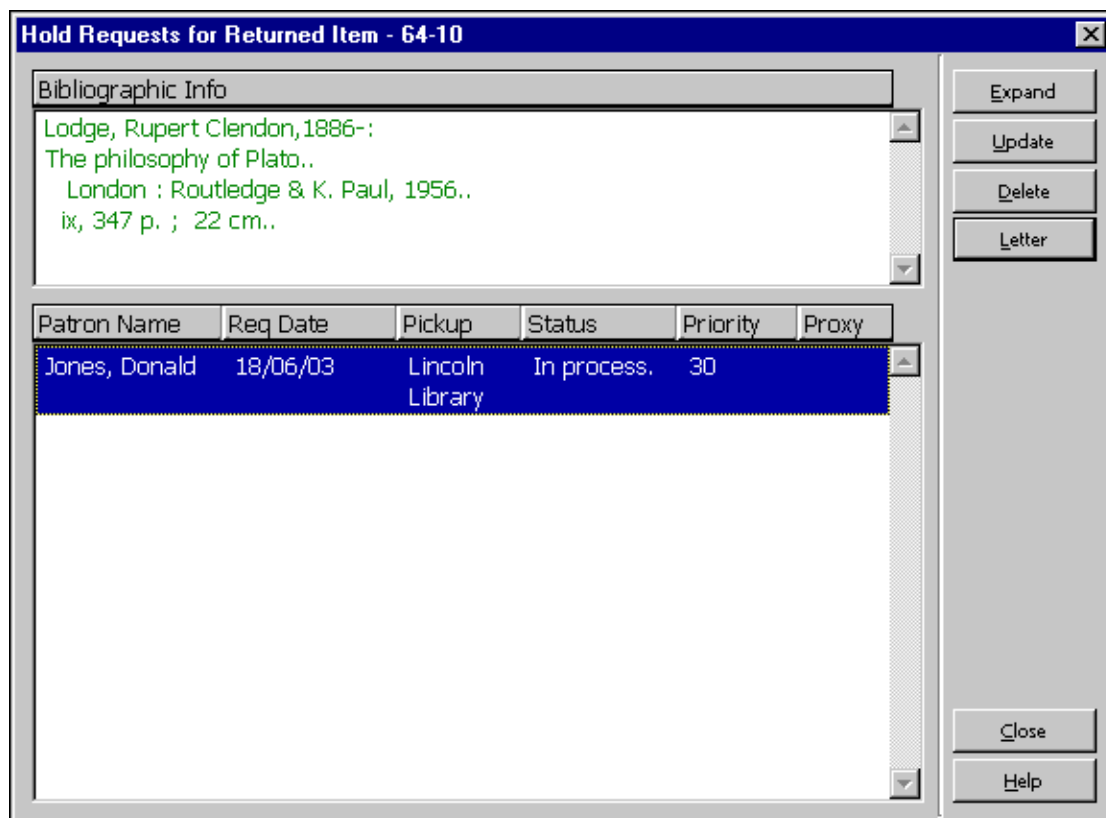 Hold Requests for Returned Item - 64-10
Bibliographic Info
Lodge, Rupert Clendon,1886-:
The philosophy of Plato..
London : Routledge & K. Paul, 1956..
ix, 347 p. ; 22 cm..
Expand
Update
Delete
Letter
Patron Name Req Date Pickup Status Priority Proxy
Jones, Donald 18/06/03 Lincoln In process. 30
Library
Close
Help